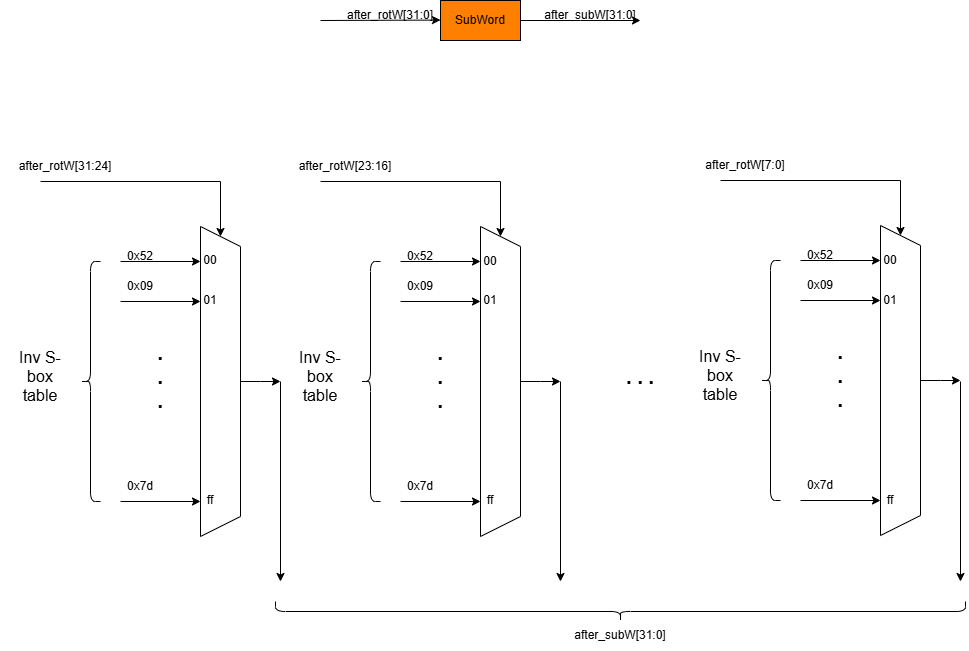 after_rotW[31:0]
SubWord
after_subW[31:0]
after_rotW[31:24]
after_rotW[23:16]
after_rotW[7:0]
0x52
00
0x09
01
Inv S-
box
table
.
.
.
0x7d
ff
0x52
00
0x09
01
Inv S-
box
table
.
.
.
0x7d
ff
. . .
0x52
00
0x09
01
Inv S-
box
table
.
.
.
0x7d
ff
after_subW[31:0]